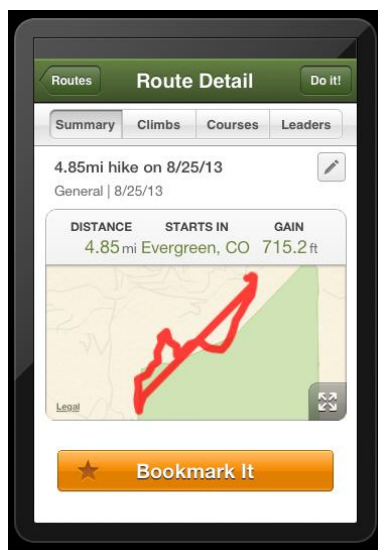 Routes
Route Detail
Do it!
Summary Climbs Courses Leaders
4.85mi hike on 8/25/13
General | 8/25/13
DISTANCE STARTS IN GAIN
4.85 mi Evergreen, CO 715.2 ft
Legal
Bookmark It